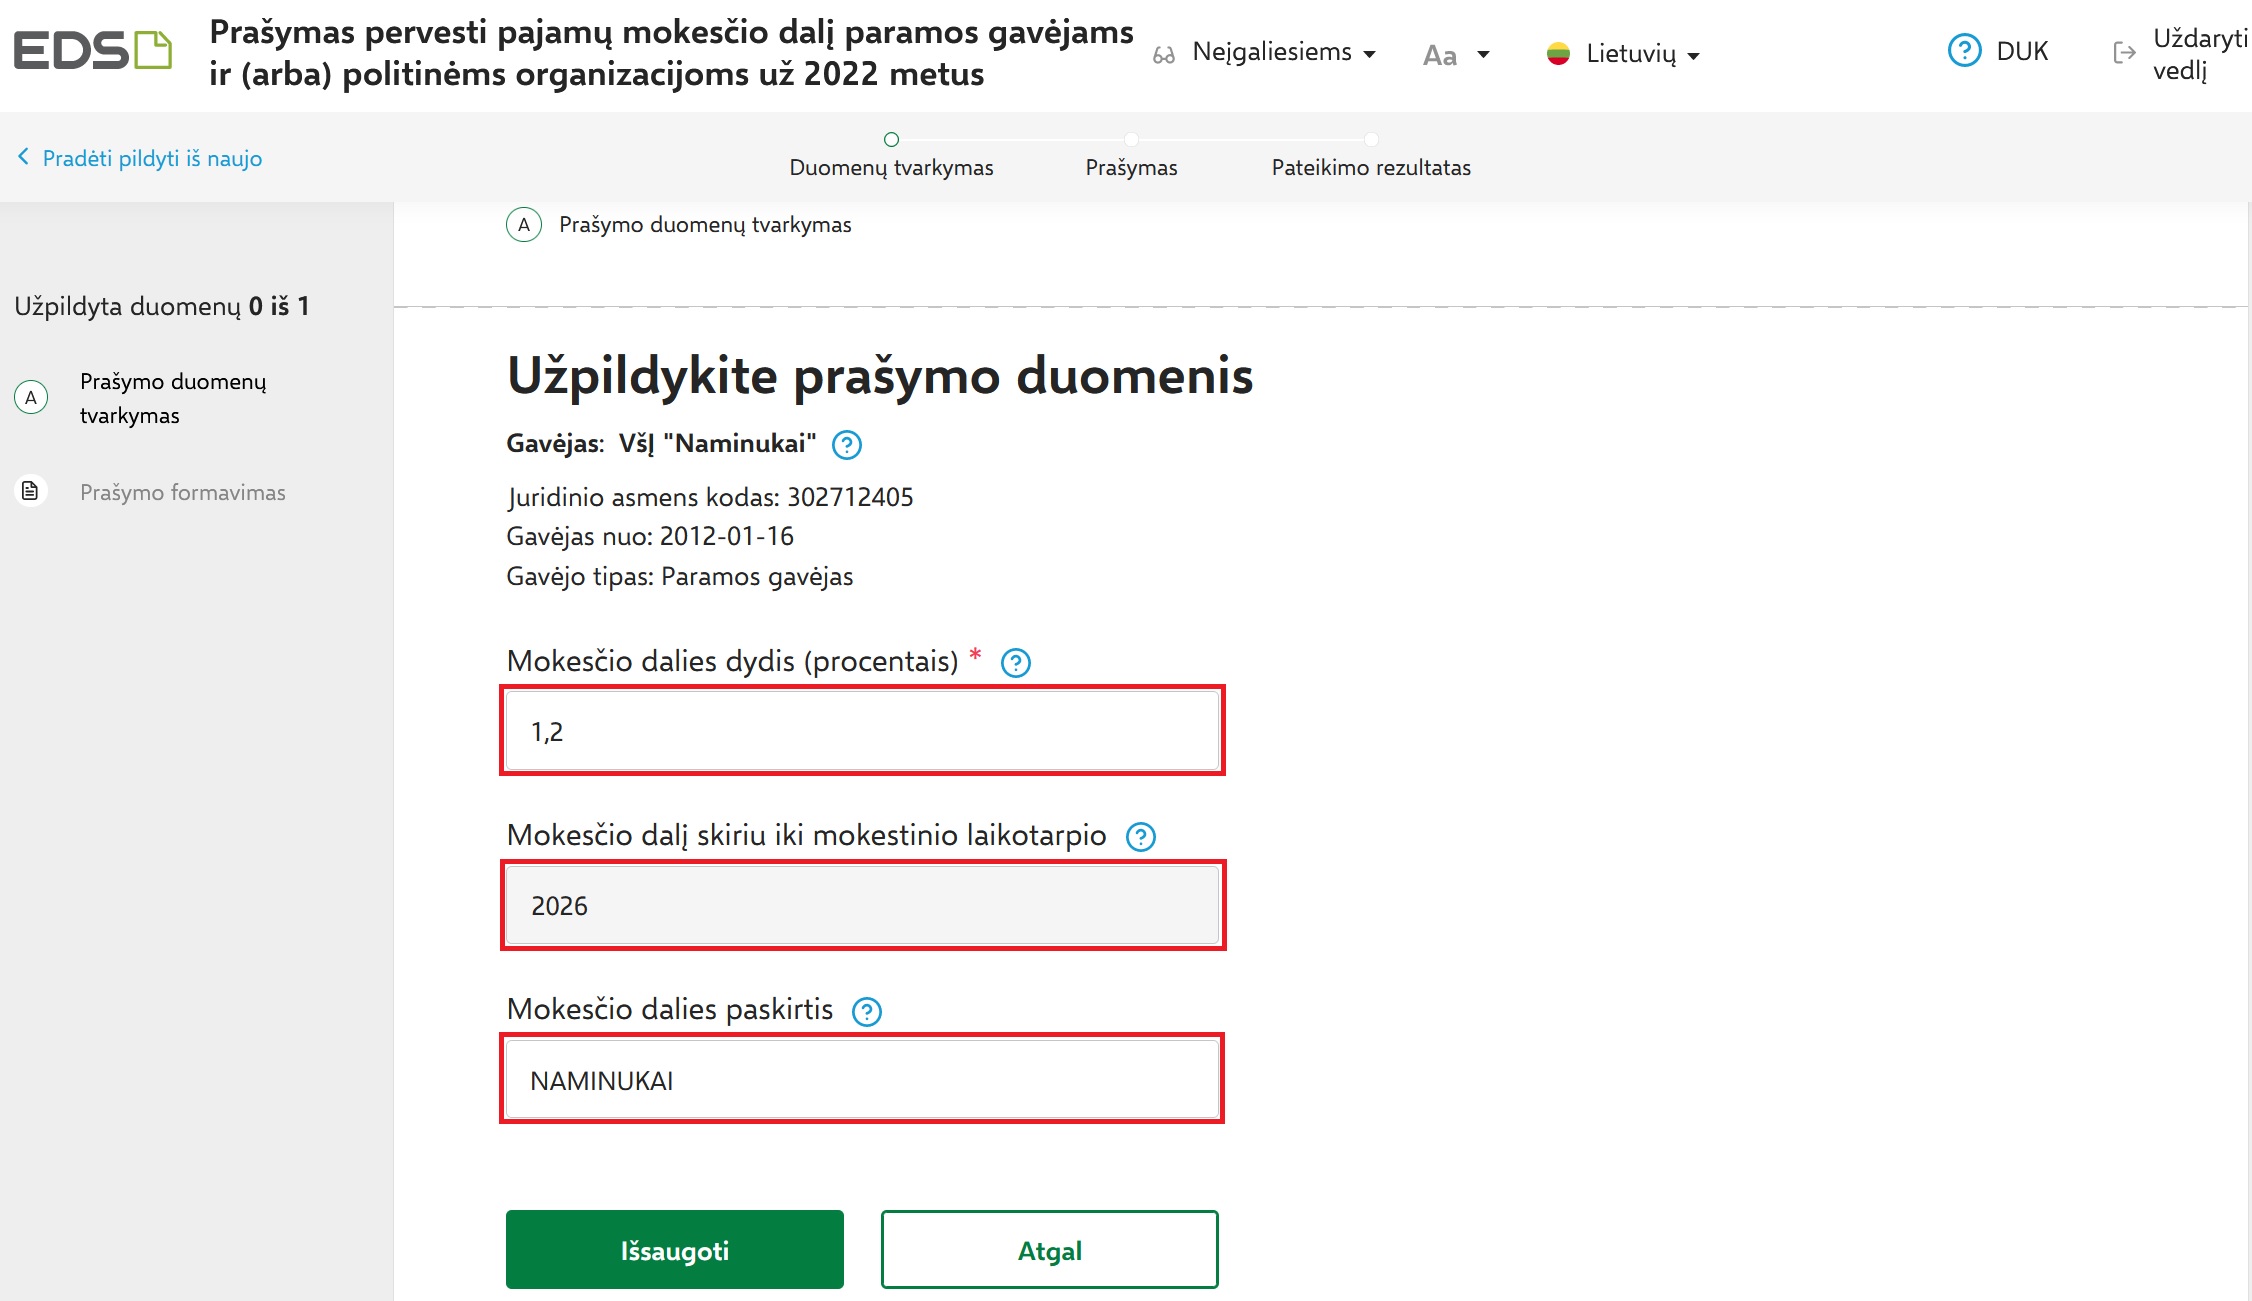 EDS
Prašymas pervesti pajamų mokesčio dalį paramos gavėjams
ir (arba) politinėms organizacijoms už 2022 metus
Neįgaliesiems
Aa
Lietuvių
? DUK
Uždaryti
vedlį
Pradėti pildyti iš naujo
Duomenų tvarkymas
Prašymas
Pateikimo rezultatas
A Prašymo duomenų tvarkymas
Užpildyta duomenų 0 iš 1
A Prašymo duomenų
tvarkymas
Prašymo formavimas
Užpildykite prašymo duomenis
Gavėjas: VšĮ "Naminukai" ?
Juridinio asmens kodas: 302712405
Gavėjas nuo: 2012-01-16
Gavėjo tipas: Paramos gavėjas
Mokesčio dalies dydis (procentais) * ?
1,2
Mokesčio dalį skiriu iki mokestinio laikotarpio ?
2026
Mokesčio dalies paskirtis ?
NAMINUKAI
Išsaugoti
Atgal